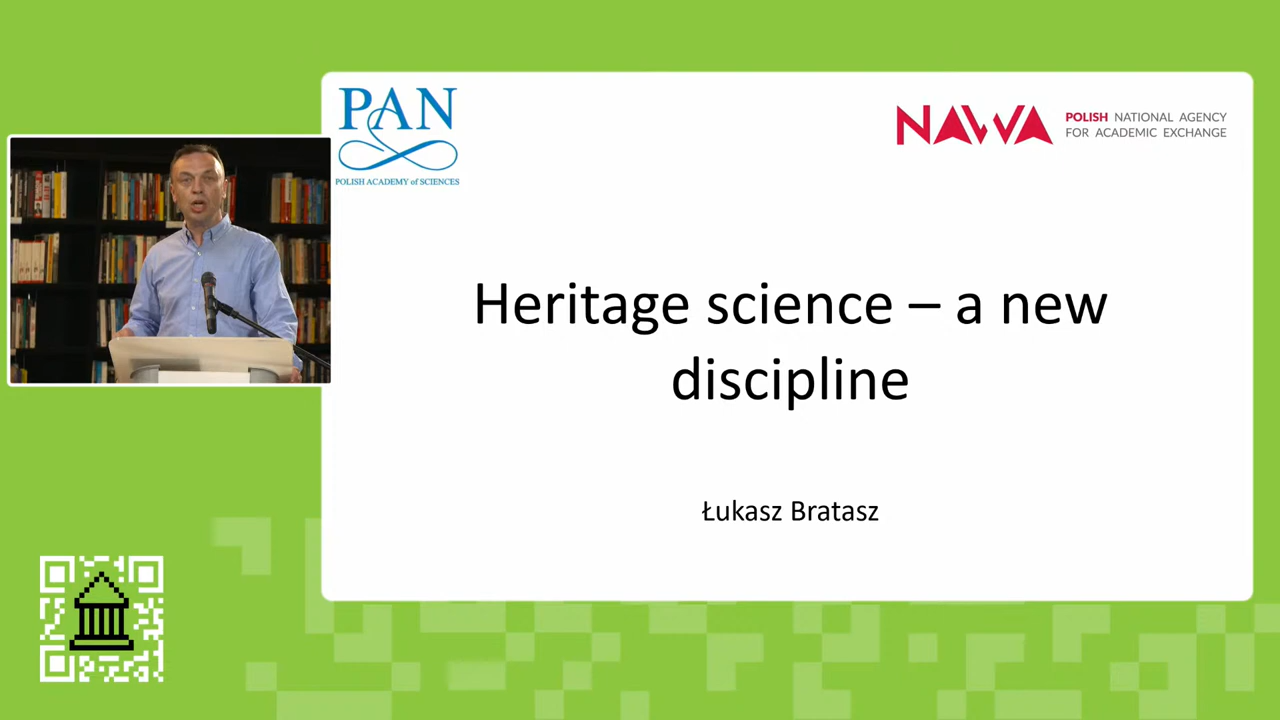 PAN
POLISH ACADEMY of SCIENCES
NAWA
POLISH NATIONAL AGENCY
FOR ACADEMIC EXCHANGE
Heritage science – a new
discipline
Łukasz Bratasz